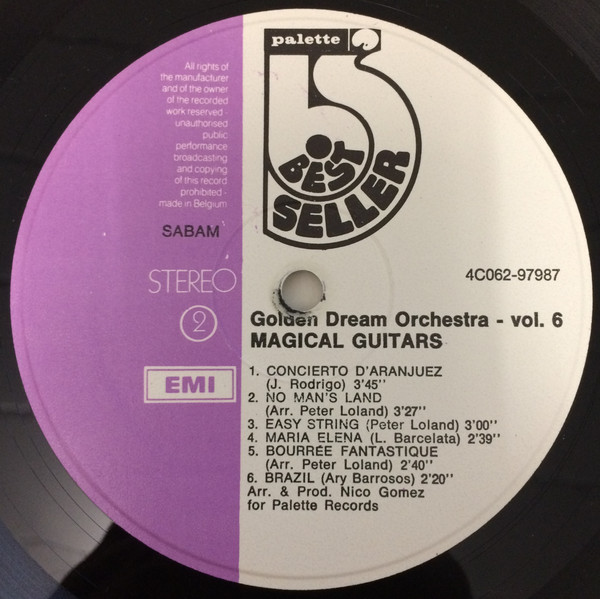 palette
BEST
SELLER
All rights of
the manufacturer
and of the owner
of the recorded
work reserved -
unauthorised
public
performance
broadcasting
and copying
of this record
prohibited -
made in Belgium
SABAM
STEREO
2
EMI
4C062-97987
Golden Dream Orchestra - vol. 6
MAGICAL GUITARS
1. CONCIERTO D'ARANJUEZ
(J. Rodrigo) 3'45''
2. NO MAN'S LAND
(Arr. Peter Loland) 3'27''
3. EASY STRING (Peter Loland) 3'00''
4. MARIA ELENA (L. Barcelata) 2'39''
5. BOURRÉE FANTASTIQUE
(Arr. Peter Loland) 2'40''
6. BRAZIL (Ary Barrosos) 2'20''
Arr. & Prod. Nico Gomez
for Palette Records